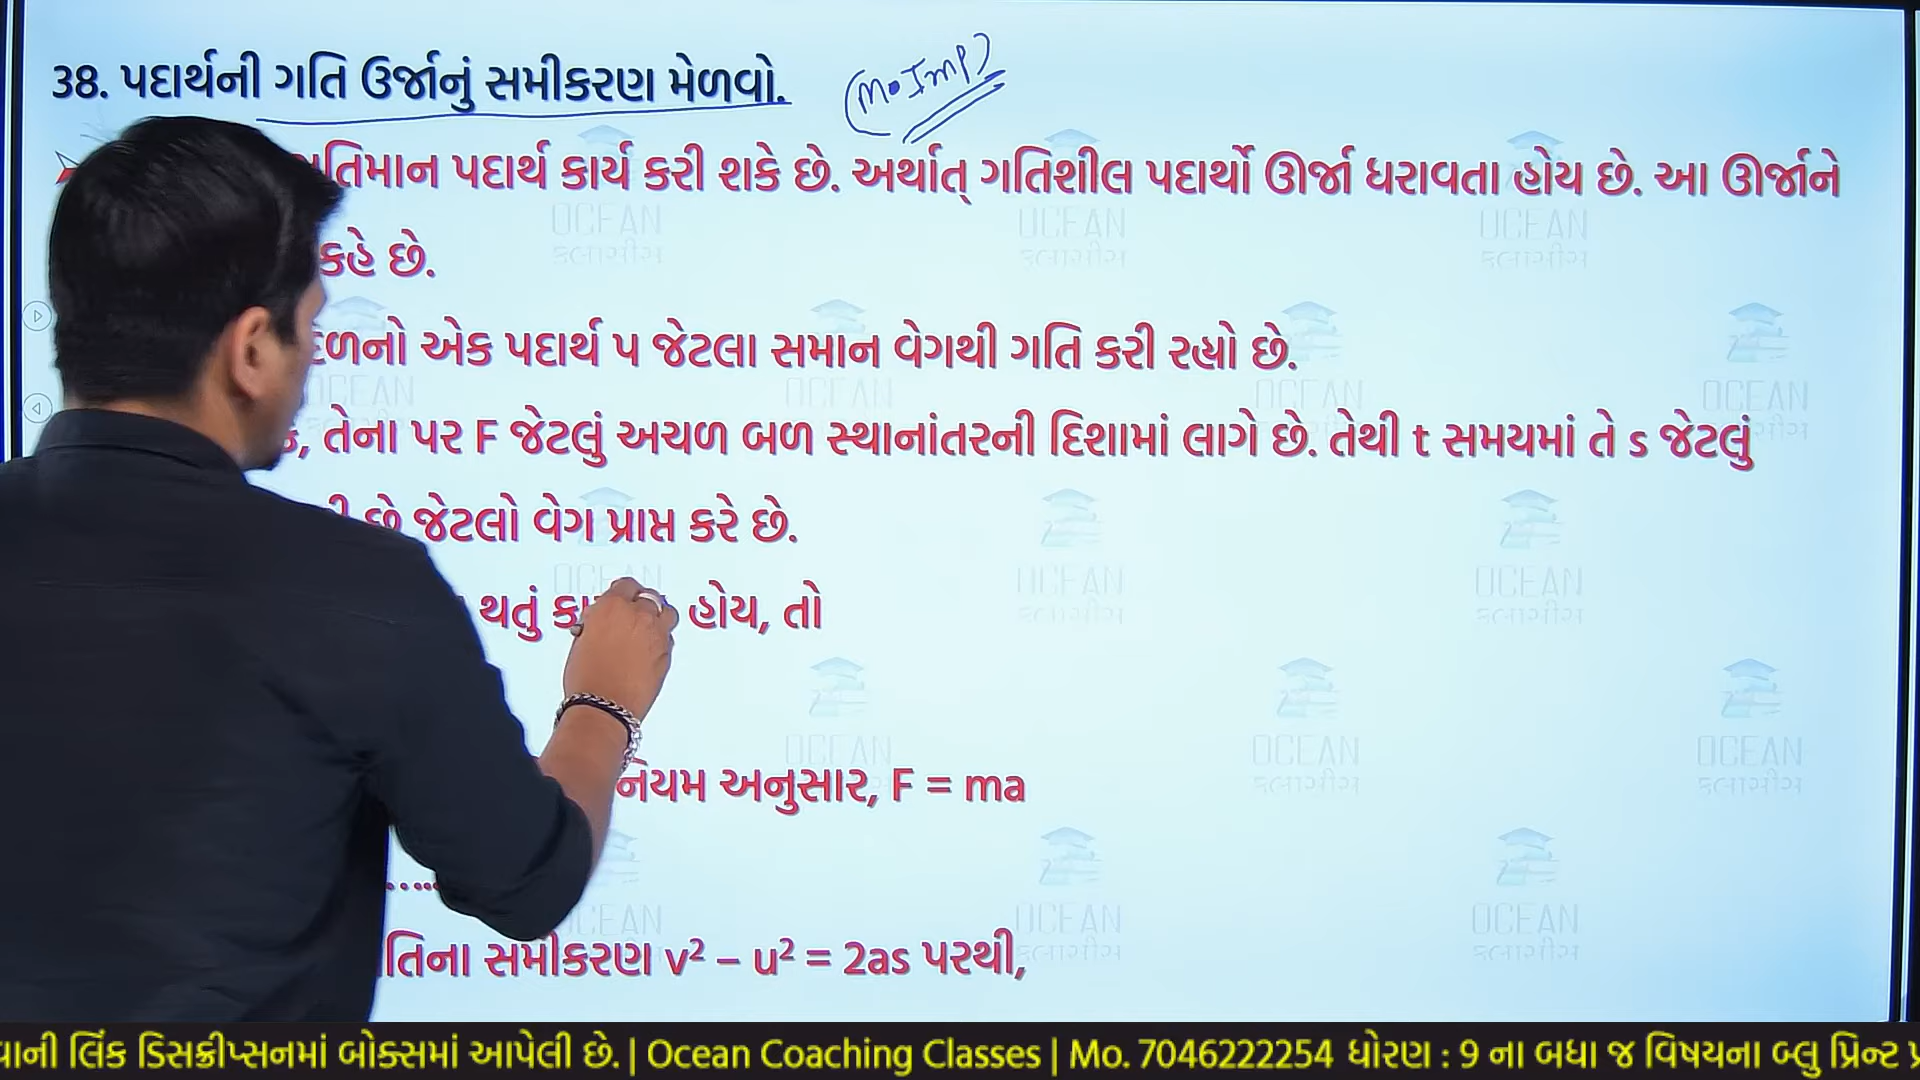 38. પદાર્થની ગતિ ઉર્જાનું સમીકરણ મેળવો. (M.Imp)
ગતિમાન પદાર્થ કાર્ય કરી શકે છે. અર્થાત્ ગતિશીલ પદાર્થો ઊર્જા ધરાવતા હોય છે. આ ઊર્જાને
કહે છે.
એક પદાર્થ પ જેટલા સમાન વેગથી ગતિ કરી રહ્યો છે.
તેના પર F જેટલું અચળ બળ સ્થાનાંતરની દિશામાં લાગે છે. તેથી t સમયમાં તે s જેટલું
છે જેટલો વેગ પ્રાપ્ત કરે છે.
થતું હોય, તો
અનુસાર, F = ma
સમીકરણ v² – u² = 2as પરથી,
લિંક ડિસક્રીપ્સનમાં બોક્સમાં આપેલી છે. | Ocean Coaching Classes | Mo. 7046222254 ધોરણ : 9 ના બધા જ વિષયના બ્લુ પ્રિન્ટ
OCEAN
કલાસીસ